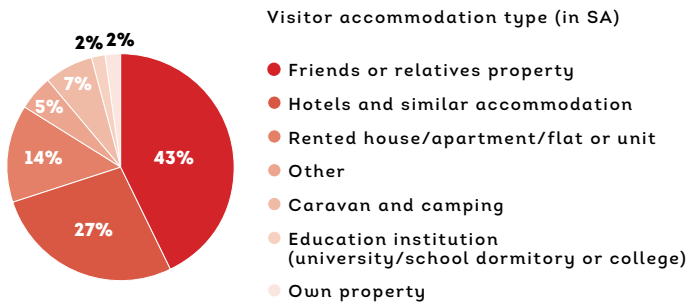 Visitor accommodation type (in SA)
2% 2%
7%
5%
14%
43%
27%
Friends or relatives property
Hotels and similar accommodation
Rented house/apartment/flat or unit
Other
Caravan and camping
Education institution
(university/school dormitory or college)
Own property